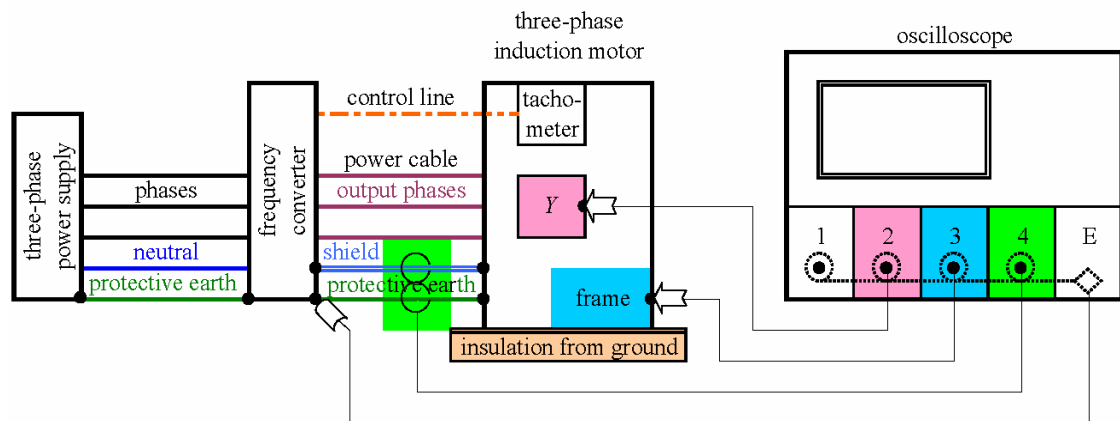 three-phase
induction motor
oscilloscope
three-phase
power supply
phases
neutral
protective earth
frequency
converter
control line
power cable
output phases
shield
protective earth
tacho-
meter
Y
frame
insulation from ground
1
2
3
4
E